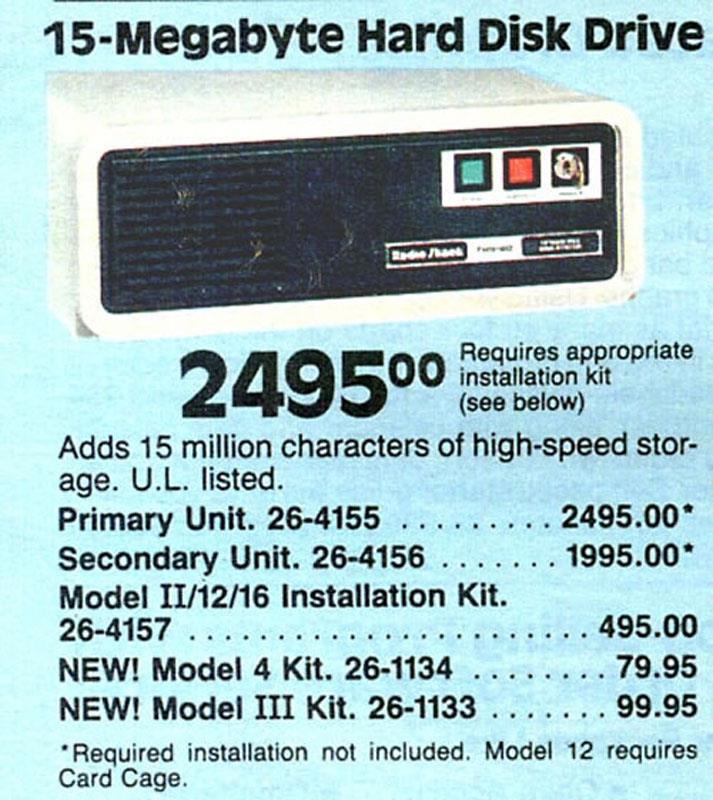 15-Megabyte Hard Disk Drive
Radio Shack
2495⁰⁰
Requires appropriate
installation kit
(see below)
Adds 15 million characters of high-speed stor-
age. U.L. listed.
Primary Unit. 26-4155 .......... 2495.00*
Secondary Unit. 26-4156 ....... 1995.00*
Model II/12/16 Installation Kit.
26-4157 ........................ 495.00
NEW! Model 4 Kit. 26-1134 ........ 79.95
NEW! Model III Kit. 26-1133 ....... 99.95
*Required installation not included. Model 12 requires
Card Cage.